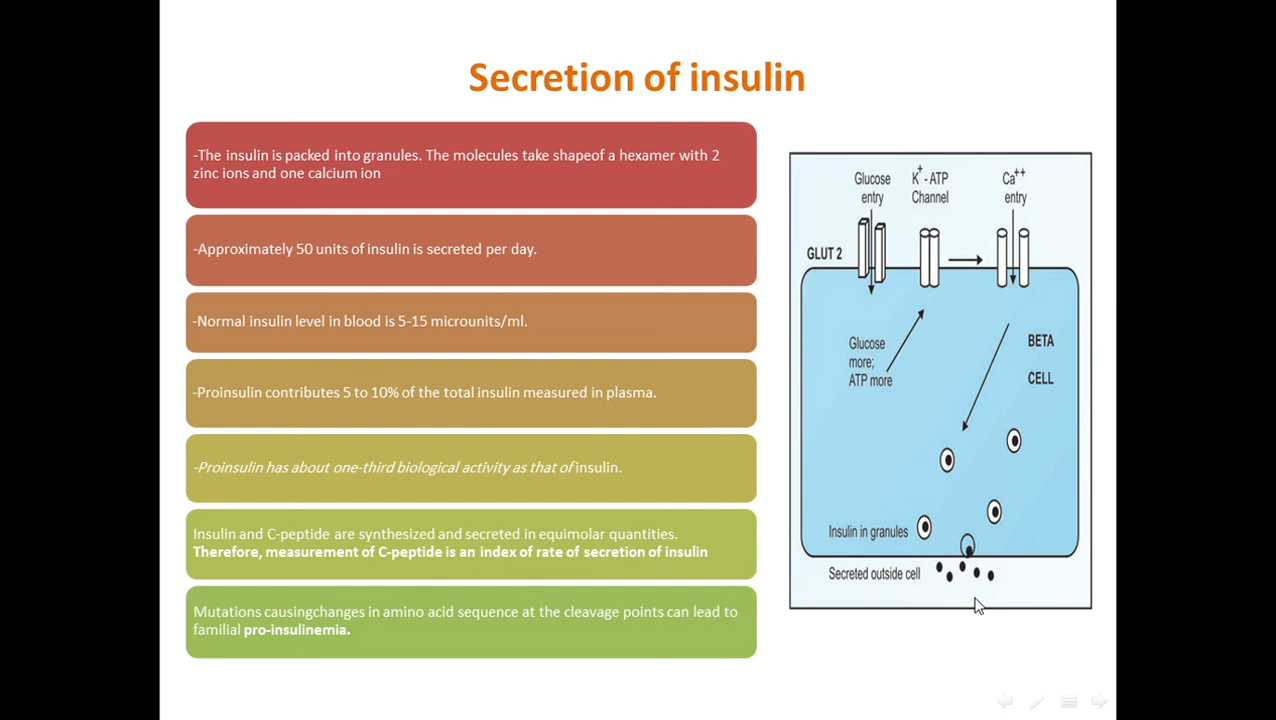 Secretion of insulin
-The insulin is packed into granules. The molecules take shapeof a hexamer with 2
zinc ions and one calcium ion
-Approximately 50 units of insulin is secreted per day.
-Normal insulin level in blood is 5-15 microunits/ml.
-Proinsulin contributes 5 to 10% of the total insulin measured in plasma.
-Proinsulin has about one-third biological activity as that of insulin.
Insulin and C-peptide are synthesized and secreted in equimolar quantities.
Therefore, measurement of C-peptide is an index of rate of secretion of insulin
Mutations causingchanges in amino acid sequence at the cleavage points can lead to
familial pro-insulinemia.
Glucose
entry
K+ - ATP
Channel
Ca++
entry
GLUT 2
Glucose
more;
ATP more
BETA
CELL
Insulin in granules
Secreted outside cell